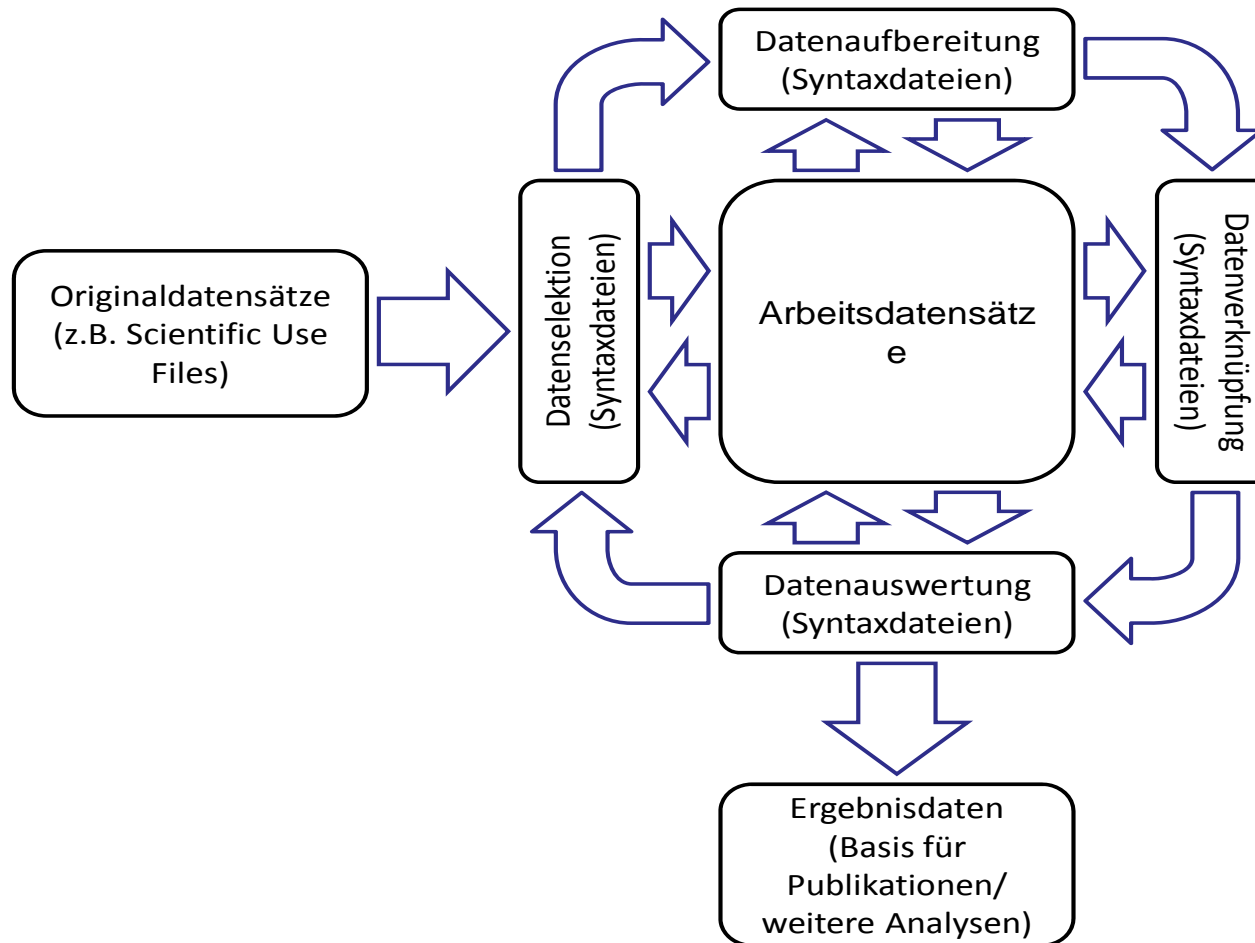 Datenaufbereitung
(Syntaxdateien)
Originaldatensätze
(z.B. Scientific Use
Files)
Datenselektion
(Syntaxdateien)
Arbeitsdatensätz
e
Datenverknüpfung
(Syntaxdateien)
Datenauswertung
(Syntaxdateien)
Ergebnisdaten
(Basis für
Publikationen/
weitere Analysen)